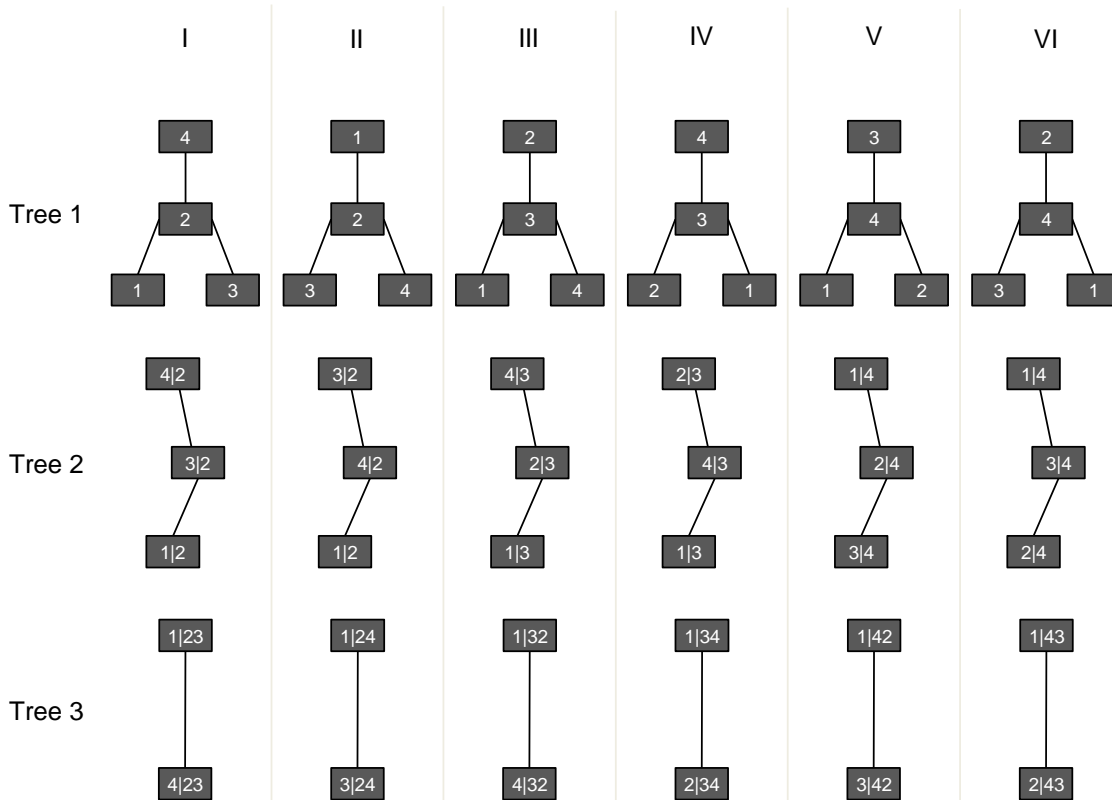 I II III IV V VI
4 1 2 4 3 2
Tree 1 2 2 3 3 4 4
1 3 3 4 1 4 2 1 1 2 3 1
4|2 3|2 4|3 2|3 1|4 1|4
Tree 2 3|2 4|2 2|3 4|3 2|4 3|4
1|2 1|2 1|3 1|3 3|4 2|4
1|23 1|24 1|32 1|34 1|42 1|43
Tree 3
4|23 3|24 4|32 2|34 3|42 2|43